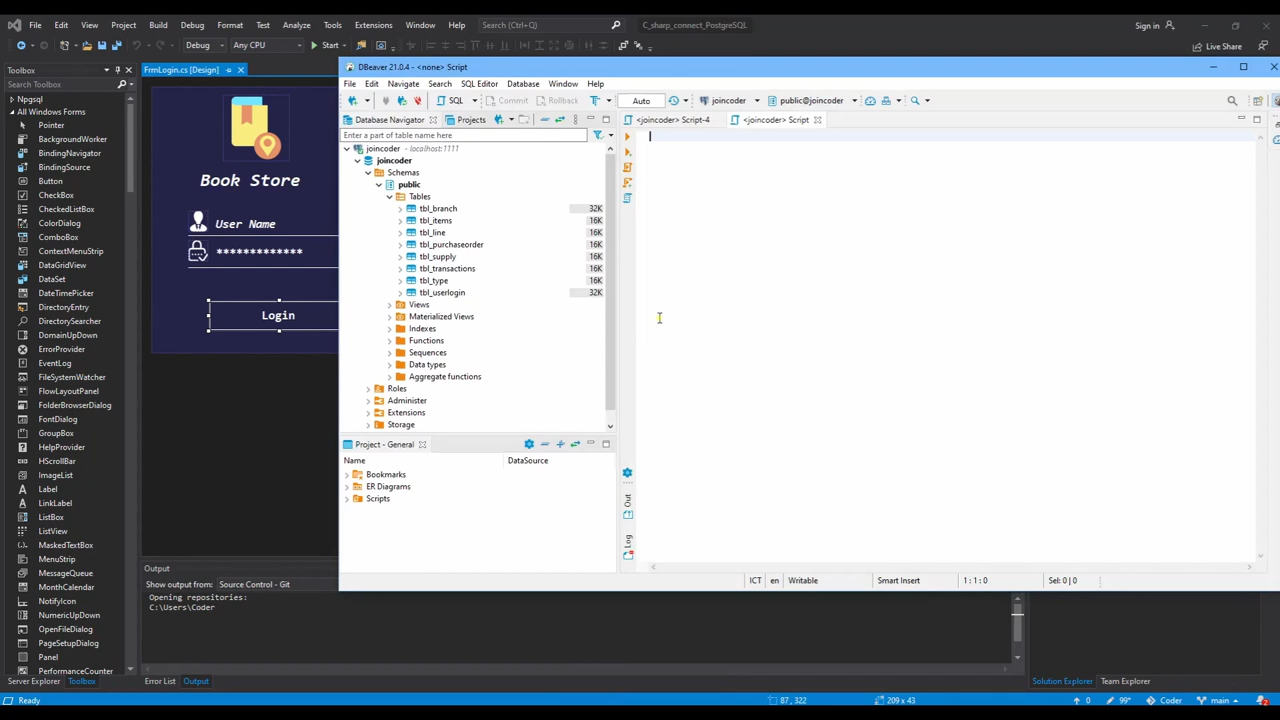 File Edit View Project Build Debug Format Test Analyze Tools Extensions Window Help Search (Ctrl+Q) C_sharp_connect_PostgreSQL Sign in
Debug Any CPU Start Live Share
Toolbox
Search Toolbox
Npgsql
All Windows Forms
Pointer
BackgroundWorker
BindingNavigator
BindingSource
Button
CheckBox
CheckedListBox
ColorDialog
ComboBox
ContextMenuStrip
DataGridView
DataSet
DateTimePicker
DirectoryEntry
DirectorySearcher
DomainUpDown
ErrorProvider
EventLog
FileSystemWatcher
FlowLayoutPanel
FolderBrowserDialog
FontDialog
GroupBox
HelpProvider
HScrollBar
ImageList
Label
LinkLabel
ListBox
ListView
MaskedTextBox
MenuStrip
MessageQueue
MonthCalendar
NotifyIcon
NumericUpDown
OpenFileDialog
PageSetupDialog
Panel
PerformanceCounter
Server Explorer Toolbox
FrmLogin.cs [Design]
Book Store
User Name
*************
Login
DBeaver 21.0.4 - <none> Script
File Edit Navigate Search SQL Editor Database Window Help
SQL Commit Rollback Auto joincoder public@joincoder
Database Navigator Projects
Enter a part of table name here
joincoder - localhost:1111
joincoder
Schemas
public
Tables
tbl_branch 32K
tbl_items 16K
tbl_line 16K
tbl_purchaseorder 16K
tbl_supply 16K
tbl_transactions 16K
tbl_type 16K
tbl_userlogin 32K
Views
Materialized Views
Indexes
Functions
Sequences
Data types
Aggregate functions
Roles
Administer
Extensions
Storage
Project - General
Name DataSource
Bookmarks
ER Diagrams
Scripts
<joincoder> Script-4 <joincoder> Script
Out
Log
ICT en Writable Smart Insert 1 : 1 : 0 Sel: 0 | 0
Output
Show output from: Source Control - Git
Opening repositories:
C:\Users\Coder
Error List Output
Solution Explorer Team Explorer
Ready 87 , 322 209 x 43 0 99+ Coder main 2